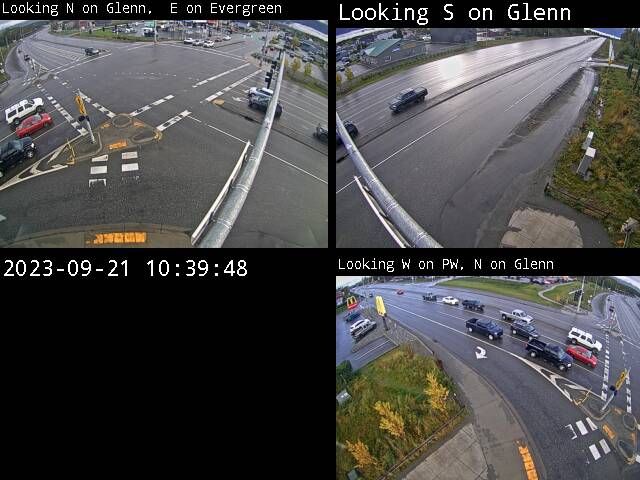 Looking N on Glenn, E on Evergreen
Looking S on Glenn
2023-09-21 10:39:48
Looking W on PW, N on Glenn